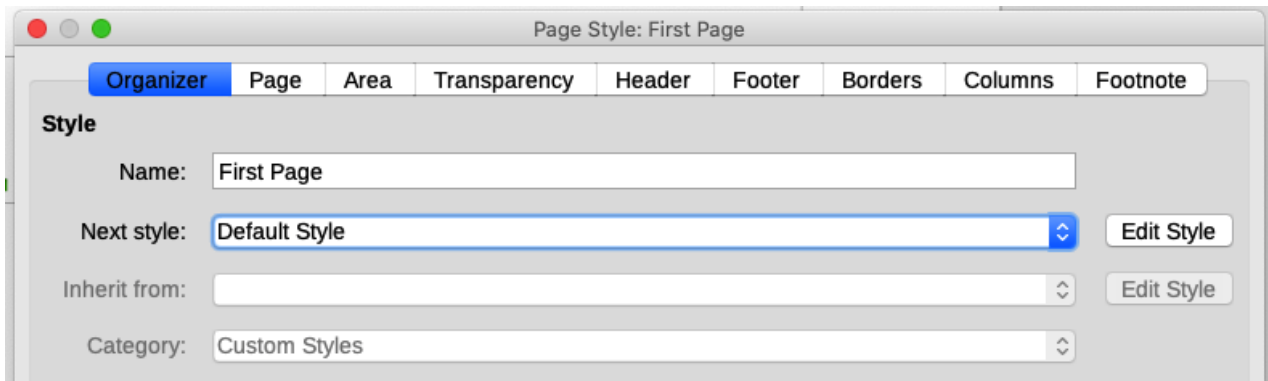 Page Style: First Page
Organizer Page Area Transparency Header Footer Borders Columns Footnote
Style
Name: First Page
Next style: Default Style Edit Style
Inherit from: Edit Style
Category: Custom Styles